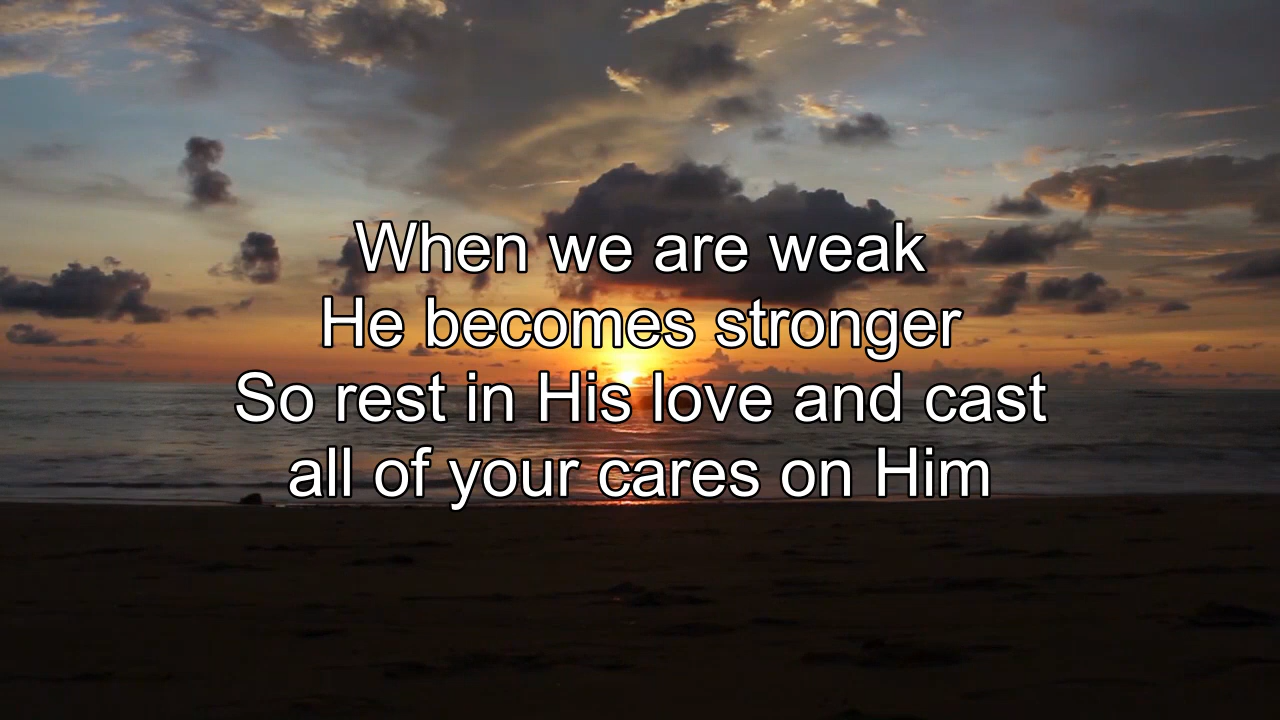 When we are weak
He becomes stronger
So rest in His love and cast
all of your cares on Him